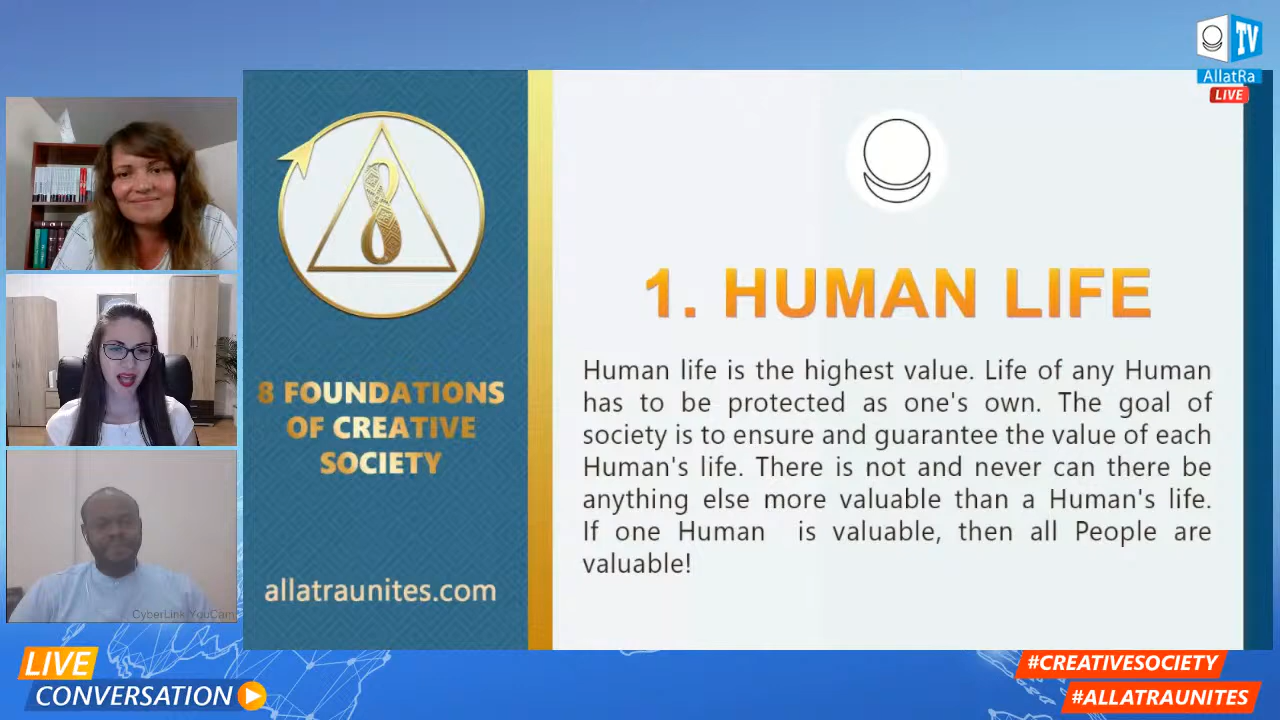 TV
AllatRa
LIVE
8 FOUNDATIONS
OF CREATIVE
SOCIETY
allatraunites.com
1. HUMAN LIFE
Human life is the highest value. Life of any Human
has to be protected as one's own. The goal of
society is to ensure and guarantee the value of each
Human's life. There is not and never can there be
anything else more valuable than a Human's life.
If one Human is valuable, then all People are
valuable!
CyberLink YouCam
LIVE
CONVERSATION
#CREATIVESOCIETY
#ALLATRAUNITES